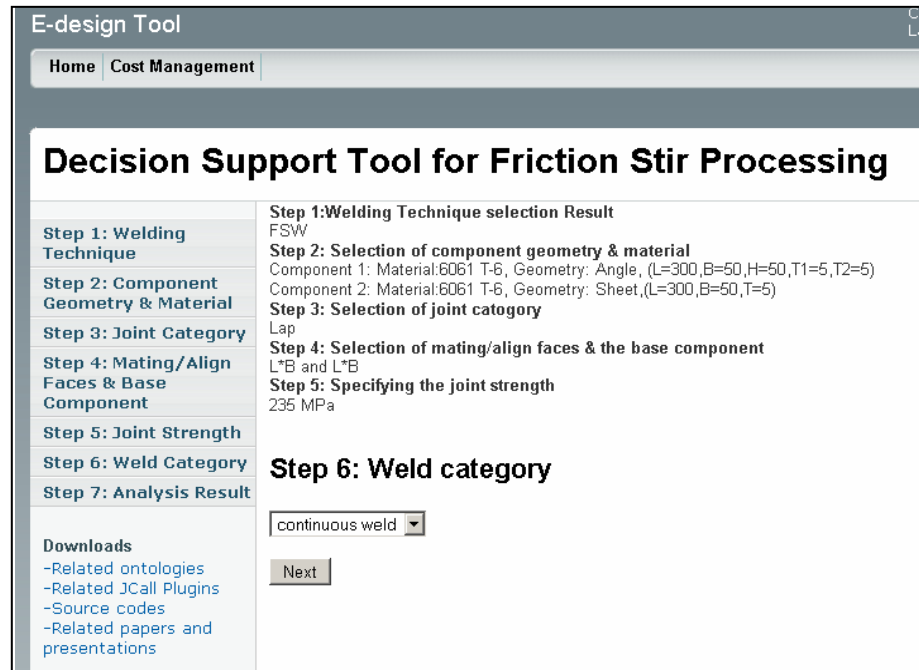 E-design Tool
Home Cost Management
Decision Support Tool for Friction Stir Processing
Step 1: Welding
Technique
Step 2: Component
Geometry & Material
Step 3: Joint Category
Step 4: Mating/Align
Faces & Base
Component
Step 5: Joint Strength
Step 6: Weld Category
Step 7: Analysis Result
Downloads
-Related ontologies
-Related JCall Plugins
-Source codes
-Related papers and
presentations
Step 1:Welding Technique selection Result
FSW
Step 2: Selection of component geometry & material
Component 1: Material:6061 T-6, Geometry: Angle, (L=300,B=50,H=50,T1=5,T2=5)
Component 2: Material:6061 T-6, Geometry: Sheet,(L=300,B=50,T=5)
Step 3: Selection of joint catogory
Lap
Step 4: Selection of mating/align faces & the base component
L*B and L*B
Step 5: Specifying the joint strength
235 MPa
Step 6: Weld category
continuous weld
Next